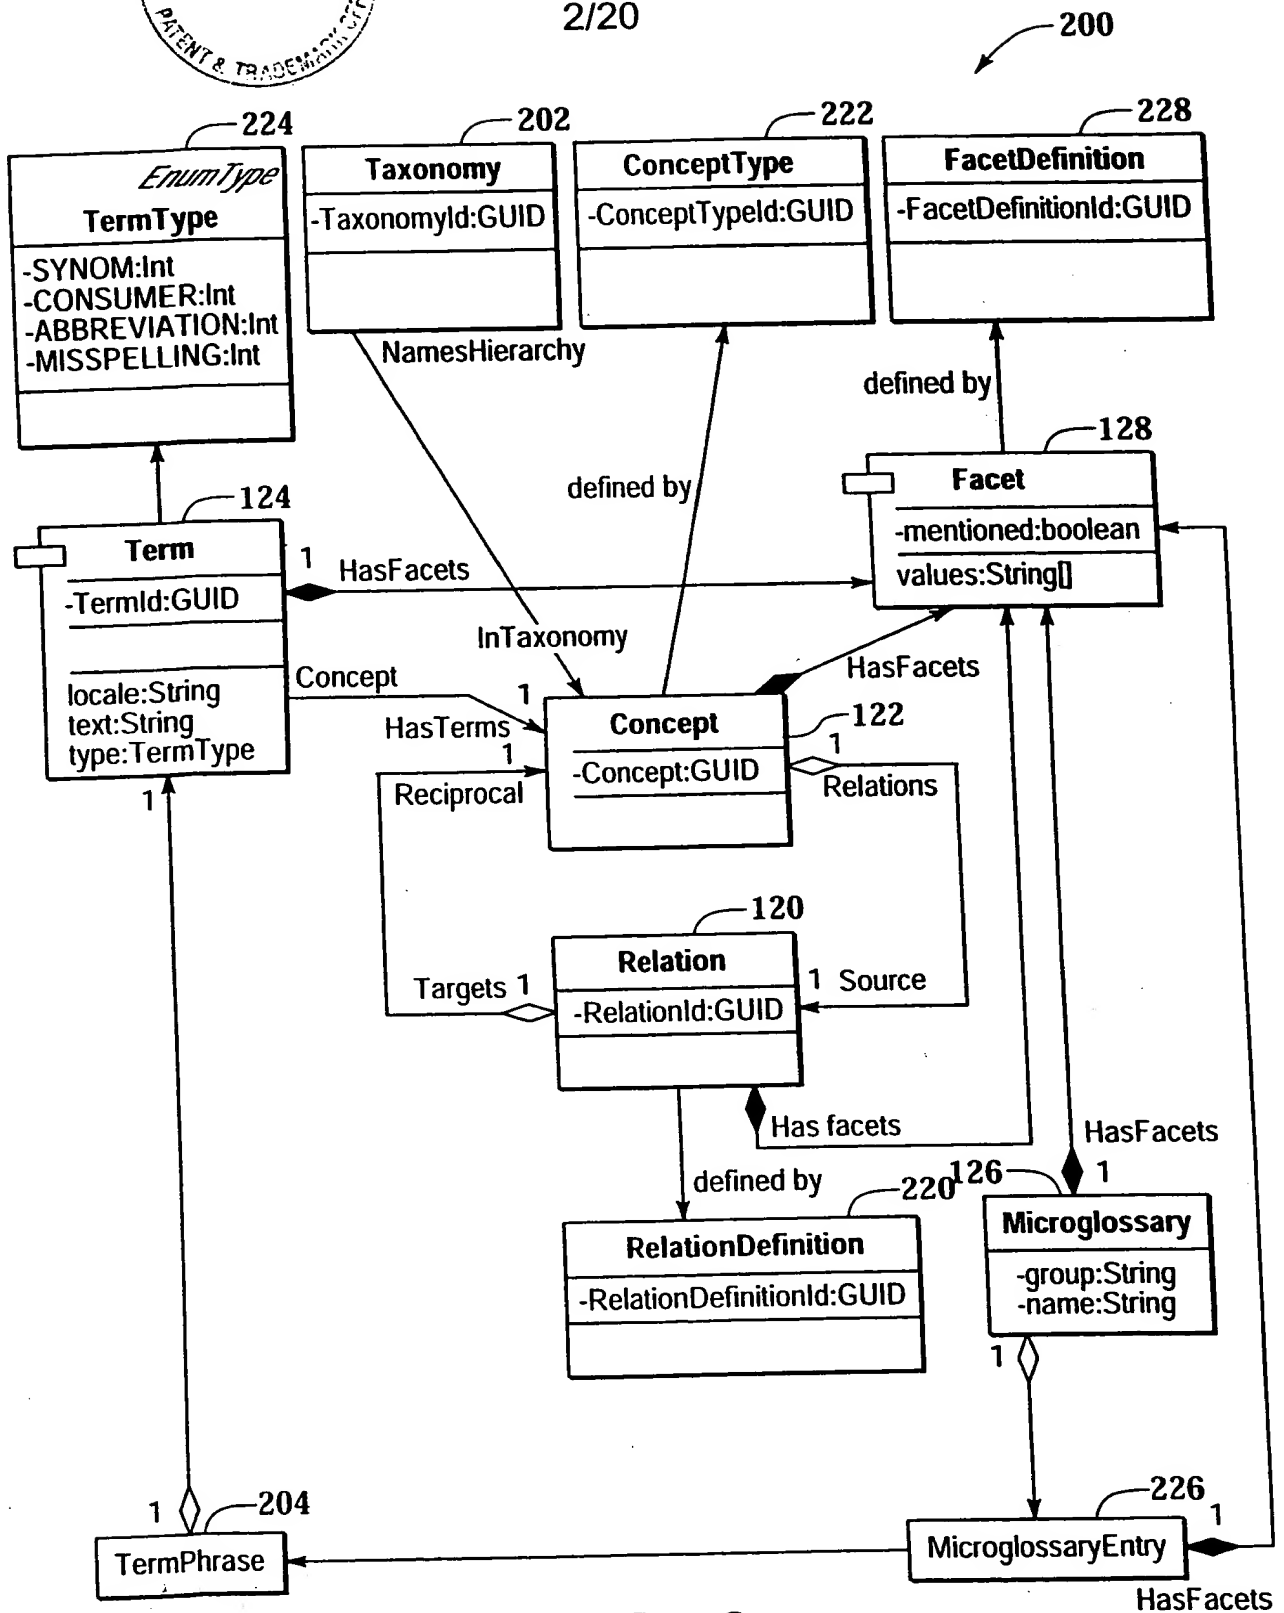 2/20
PATENT & TRADEMARK
200
224
202
222
228
EnumType
TermType
-SYNOM:Int
-CONSUMER:Int
-ABBREVIATION:Int
-MISSPELLING:Int
Taxonomy
-TaxonomyId:GUID
ConceptType
-ConceptTypeId:GUID
FacetDefinition
-FacetDefinitionId:GUID
NamesHierarchy
defined by
defined by
128
Facet
-mentioned:boolean
values:String[]
124
Term
-TermId:GUID
locale:String
text:String
type:TermType
1
HasFacets
InTaxonomy
HasFacets
Concept
1
HasTerms
122
Concept
-Concept:GUID
1
Relations
1
Reciprocal
1
120
Relation
-RelationId:GUID
Targets 1
1 Source
Has facets
HasFacets
defined by
220
126
1
RelationDefinition
-RelationDefinitionId:GUID
Microglossary
-group:String
-name:String
1
1
204
TermPhrase
226
1
MicroglossaryEntry
HasFacets